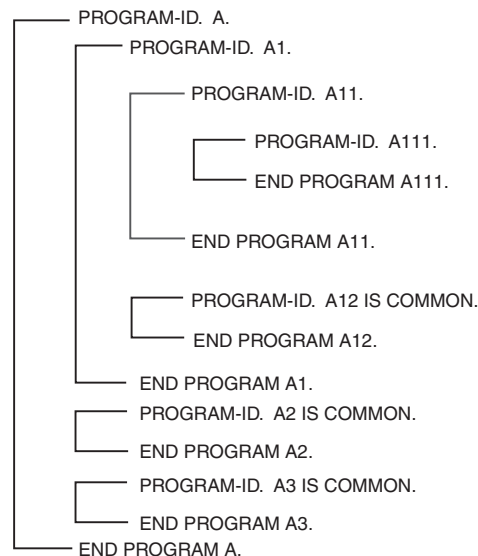 PROGRAM-ID. A.
PROGRAM-ID. A1.
PROGRAM-ID. A11.
PROGRAM-ID. A111.
END PROGRAM A111.
END PROGRAM A11.
PROGRAM-ID. A12 IS COMMON.
END PROGRAM A12.
END PROGRAM A1.
PROGRAM-ID. A2 IS COMMON.
END PROGRAM A2.
PROGRAM-ID. A3 IS COMMON.
END PROGRAM A3.
END PROGRAM A.